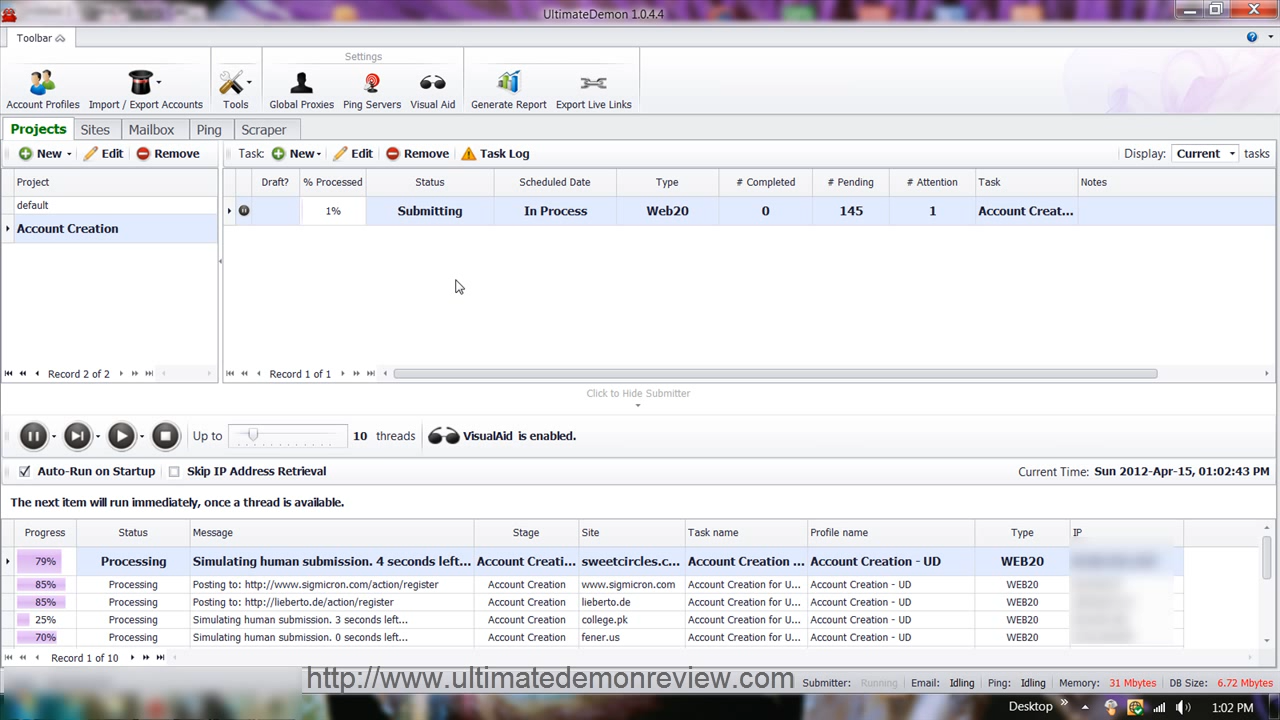 UltimateDemon 1.0.4.4
Toolbar
Settings
Account Profiles Import / Export Accounts Tools Global Proxies Ping Servers Visual Aid Generate Report Export Live Links
Projects Sites Mailbox Ping Scraper
New Edit Remove Task: New Edit Remove Task Log Display: Current tasks
Project Draft? % Processed Status Scheduled Date Type # Completed # Pending # Attention Task Notes
default
1% Submitting In Process Web20 0 145 1 Account Creat...
Account Creation
Record 2 of 2 Record 1 of 1
Click to Hide Submitter
Up to 10 threads VisualAid is enabled.
Auto-Run on Startup Skip IP Address Retrieval Current Time: Sun 2012-Apr-15, 01:02:43 PM
The next item will run immediately, once a thread is available.
Progress Status Message Stage Site Task name Profile name Type IP
79% Processing Simulating human submission. 4 seconds left... Account Creati... sweetcircles.c... Account Creation ... Account Creation - UD WEB20
85% Processing Posting to: http://www.sigmicron.com/action/register Account Creation www.sigmicron.com Account Creation for U... Account Creation - UD WEB20
85% Processing Posting to: http://lieberto.de/action/register Account Creation lieberto.de Account Creation for U... Account Creation - UD WEB20
25% Processing Simulating human submission. 3 seconds left... Account Creation college.pk Account Creation for U... Account Creation - UD WEB20
70% Processing Simulating human submission. 0 seconds left... Account Creation fener.us Account Creation for U... Account Creation - UD WEB20
Record 1 of 10
http://www.ultimatedemonreview.com Submitter: Running Email: Idling Ping: Idling Memory: 31 Mbytes DB Size: 6.72 Mbytes
Desktop 1:02 PM